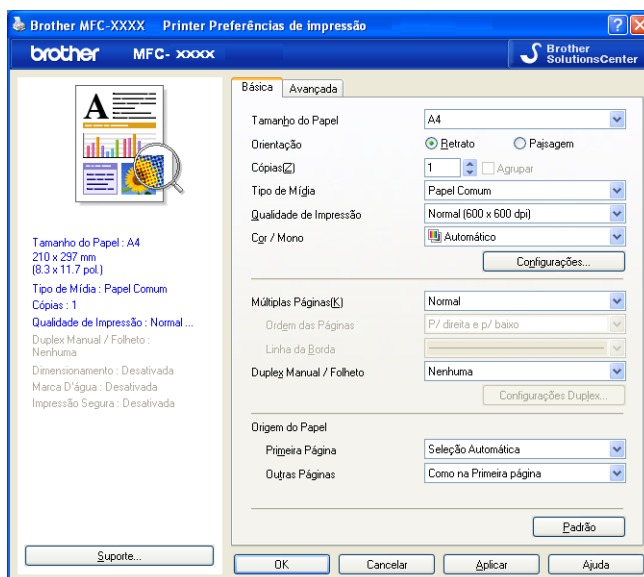 Brother MFC-XXXX Printer Preferências de impressão
brother MFC- XXXX
Brother
SolutionsCenter
Básica
Avançada
A
Tamanho do Papel : A4
210 x 297 mm
(8.3 x 11.7 pol.)
Tipo de Mídia : Papel Comum
Cópias : 1
Qualidade de Impressão : Normal ...
Duplex Manual / Folheto :
Nenhuma
Dimensionamento : Desativada
Marca D'água : Desativada
Impressão Segura : Desativada
Suporte...
Tamanho do Papel A4
Orientação Retrato Paisagem
Cópias(Z) 1 Agrupar
Tipo de Mídia Papel Comum
Qualidade de Impressão Normal (600 x 600 dpi)
Cor / Mono Automático
Configurações...
Múltiplas Páginas(K) Normal
Ordem das Páginas P/ direita e p/ baixo
Linha da Borda
Duplex Manual / Folheto Nenhuma
Configurações Duplex...
Origem do Papel
Primeira Página Seleção Automática
Outras Páginas Como na Primeira página
Padrão
OK Cancelar Aplicar Ajuda